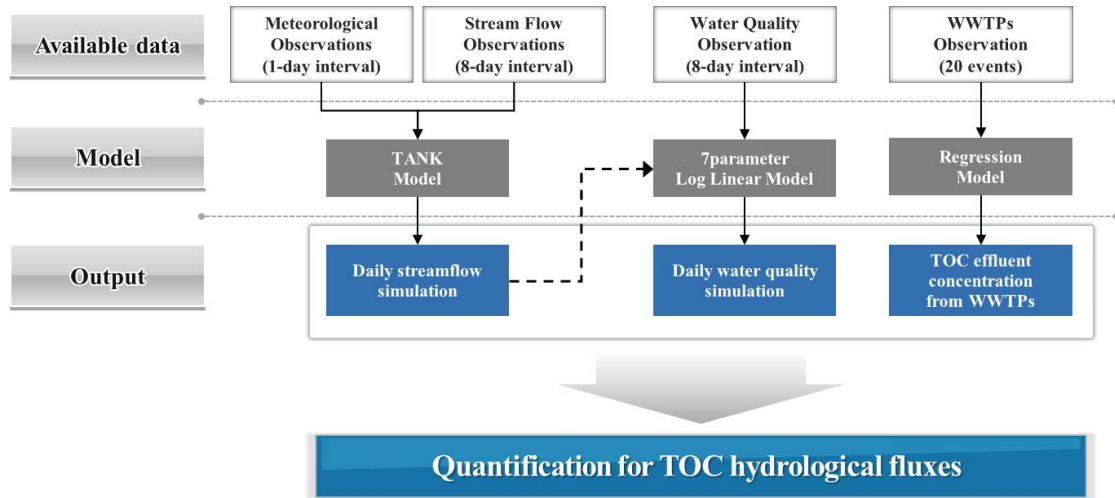 Available data
Meteorological
Observations
(1-day interval)
Stream Flow
Observations
(8-day interval)
Water Quality
Observation
(8-day interval)
WWTPs
Observation
(20 events)
Model
TANK
Model
7parameter
Log Linear Model
Regression
Model
Output
Daily streamflow
simulation
Daily water quality
simulation
TOC effluent
concentration
from WWTPs
Quantification for TOC hydrological fluxes